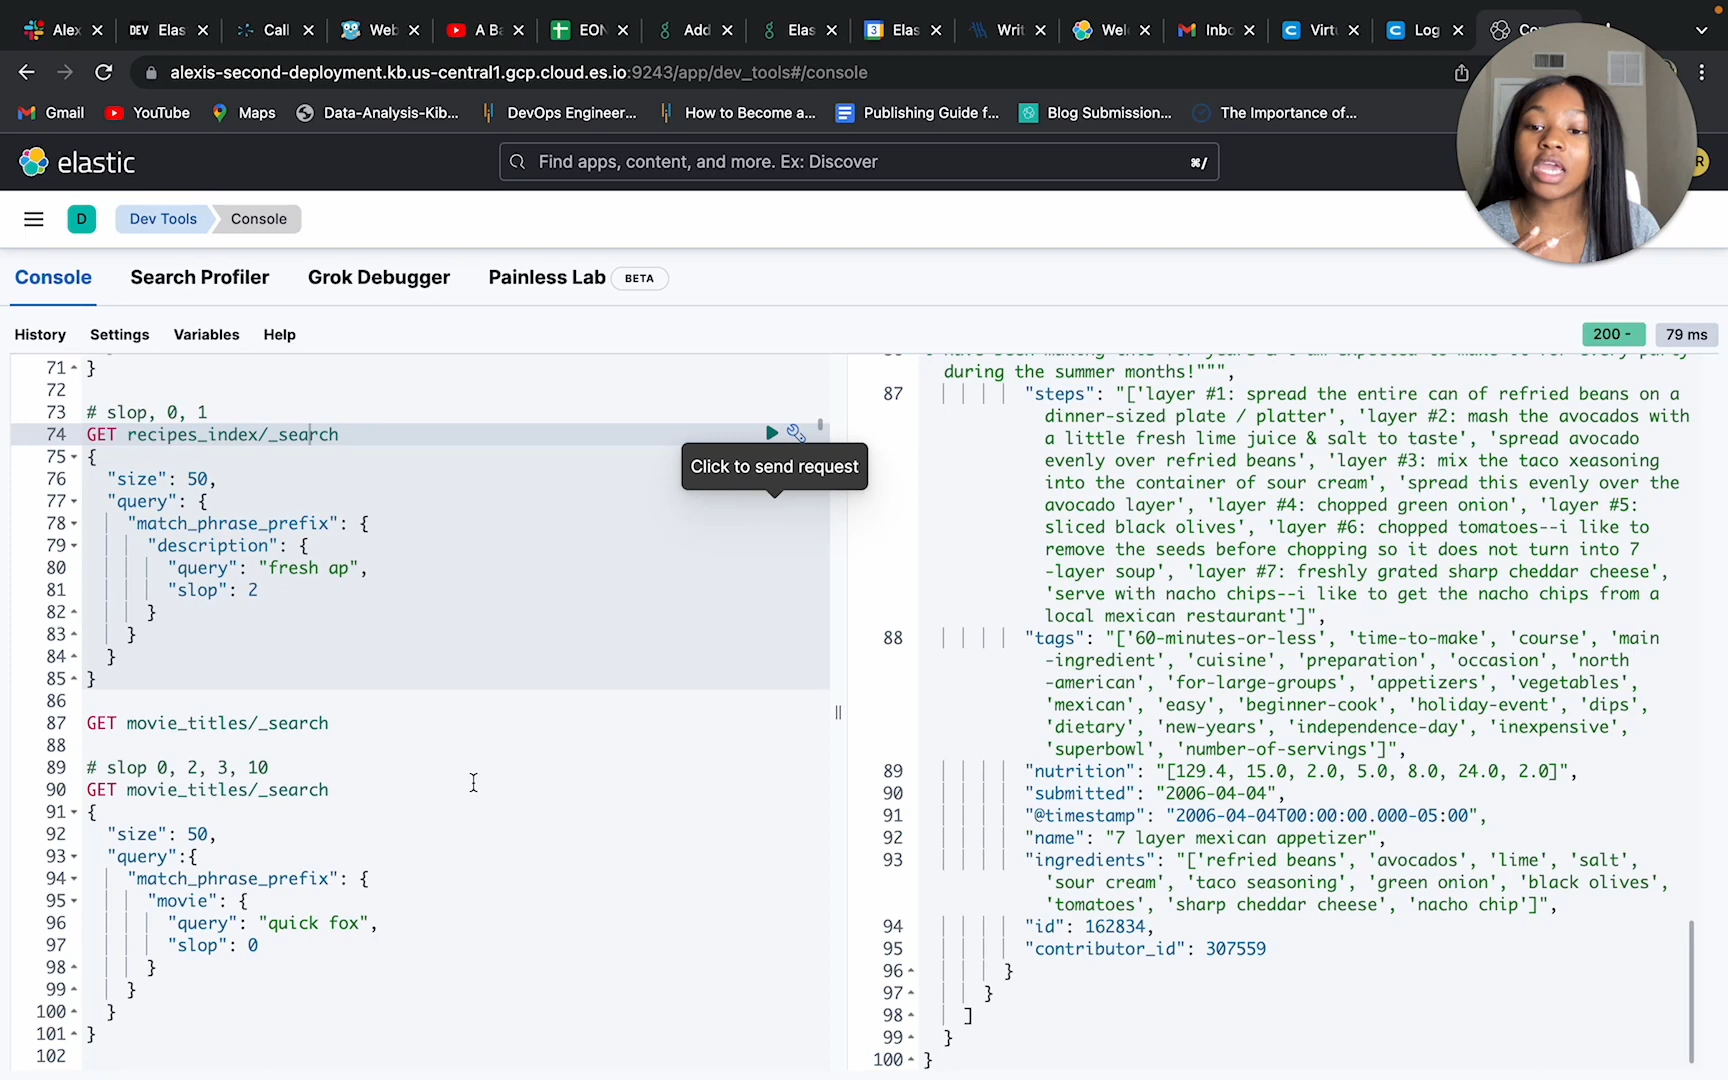 Alex
DEV Elas
Call
Web
A Ba
EON
Add
Elas
3 Elas
Writ
Wel
Inbo
Virtu
Log
Co
alexis-second-deployment.kb.us-central1.gcp.cloud.es.io:9243/app/dev_tools#/console
Gmail
YouTube
Maps
Data-Analysis-Kib...
DevOps Engineer...
How to Become a...
Publishing Guide f...
Blog Submission...
The Importance of...
elastic
Find apps, content, and more. Ex: Discover
⌘/
R
D
Dev Tools
Console
Console
Search Profiler
Grok Debugger
Painless Lab
BETA
History
Settings
Variables
Help
200 -
79 ms
71 }
72
73 # slop, 0, 1
74 GET recipes_index/_search
75 {
76 "size": 50,
77 "query": {
78 "match_phrase_prefix": {
79 "description": {
80 "query": "fresh ap",
81 "slop": 2
82 }
83 }
84 }
85 }
86
87 GET movie_titles/_search
88
89 # slop 0, 2, 3, 10
90 GET movie_titles/_search
91 {
92 "size": 50,
93 "query":{
94 "match_phrase_prefix": {
95 "movie": {
96 "query": "quick fox",
97 "slop": 0
98 }
99 }
100 }
101 }
102
Click to send request
during the summer months!""",
87 "steps": "['layer #1: spread the entire can of refried beans on a
dinner-sized plate / platter', 'layer #2: mash the avocados with
a little fresh lime juice & salt to taste', 'spread avocado
evenly over refried beans', 'layer #3: mix the taco xeasoning
into the container of sour cream', 'spread this evenly over the
avocado layer', 'layer #4: chopped green onion', 'layer #5:
sliced black olives', 'layer #6: chopped tomatoes--i like to
remove the seeds before chopping so it does not turn into 7
-layer soup', 'layer #7: freshly grated sharp cheddar cheese',
'serve with nacho chips--i like to get the nacho chips from a
local mexican restaurant']",
88 "tags": "['60-minutes-or-less', 'time-to-make', 'course', 'main
-ingredient', 'cuisine', 'preparation', 'occasion', 'north
-american', 'for-large-groups', 'appetizers', 'vegetables',
'mexican', 'easy', 'beginner-cook', 'holiday-event', 'dips',
'dietary', 'new-years', 'independence-day', 'inexpensive',
'superbowl', 'number-of-servings']",
89 "nutrition": "[129.4, 15.0, 2.0, 5.0, 8.0, 24.0, 2.0]",
90 "submitted": "2006-04-04",
91 "@timestamp": "2006-04-04T00:00:00.000-05:00",
92 "name": "7 layer mexican appetizer",
93 "ingredients": "['refried beans', 'avocados', 'lime', 'salt',
'sour cream', 'taco seasoning', 'green onion', 'black olives',
'tomatoes', 'sharp cheddar cheese', 'nacho chip']",
94 "id": 162834,
95 "contributor_id": 307559
96 }
97 }
98 ]
99 }
100 }